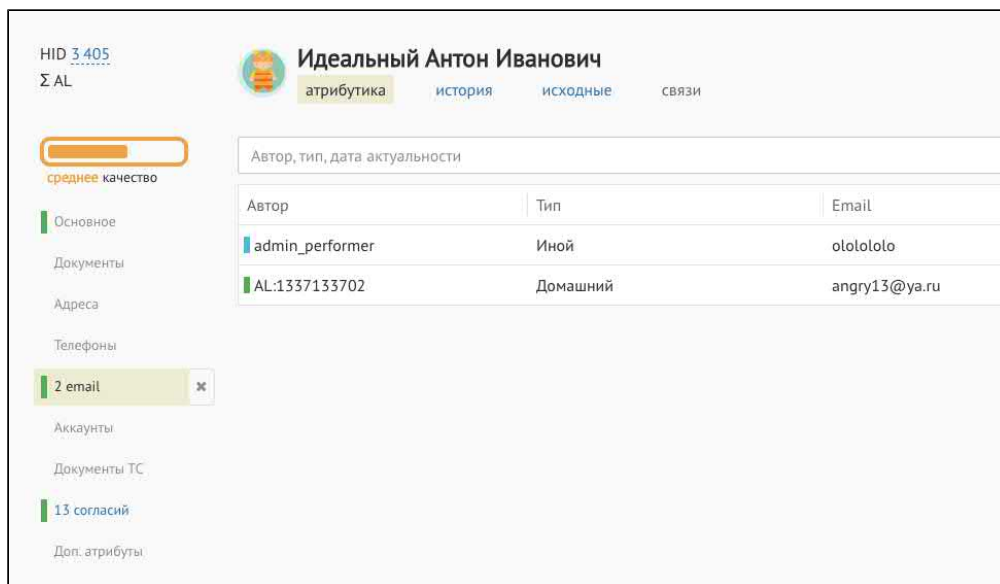 HID 3 405
Σ AL
Идеальный Антон Иванович
атрибутика история исходные связи
среднее качество
Основное
Документы
Адреса
Телефоны
2 email
Аккаунты
Документы ТС
13 согласий
Доп. атрибуты
Автор, тип, дата актуальности
Автор Тип Email
admin_performer Иной olololo​lo
AL:1337133702 Домашний angry13@ya.ru